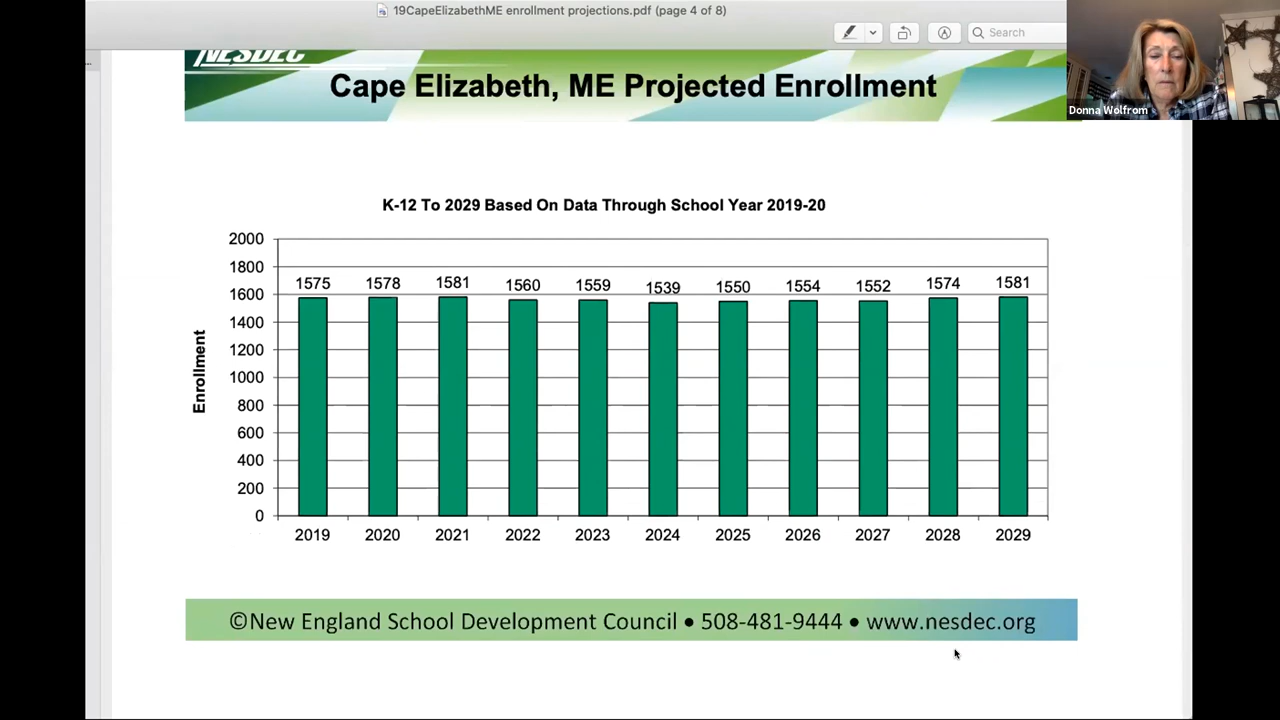 19CapeElizabethME enrollment projections.pdf (page 4 of 8)
Search
Donna Wolfrom
NESDEC
Cape Elizabeth, ME Projected Enrollment
K-12 To 2029 Based On Data Through School Year 2019-20
Enrollment
2000
1800
1600
1400
1200
1000
800
600
400
200
0
1575 1578 1581 1560 1559 1539 1550 1554 1552 1574 1581
2019 2020 2021 2022 2023 2024 2025 2026 2027 2028 2029
©New England School Development Council • 508-481-9444 • www.nesdec.org